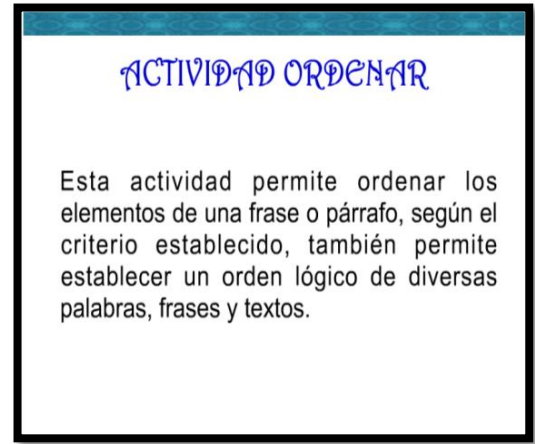 ACTIVIDAD ORDENAR
Esta actividad permite ordenar los
elementos de una frase o párrafo, según el
criterio establecido, también permite
establecer un orden lógico de diversas
palabras, frases y textos.